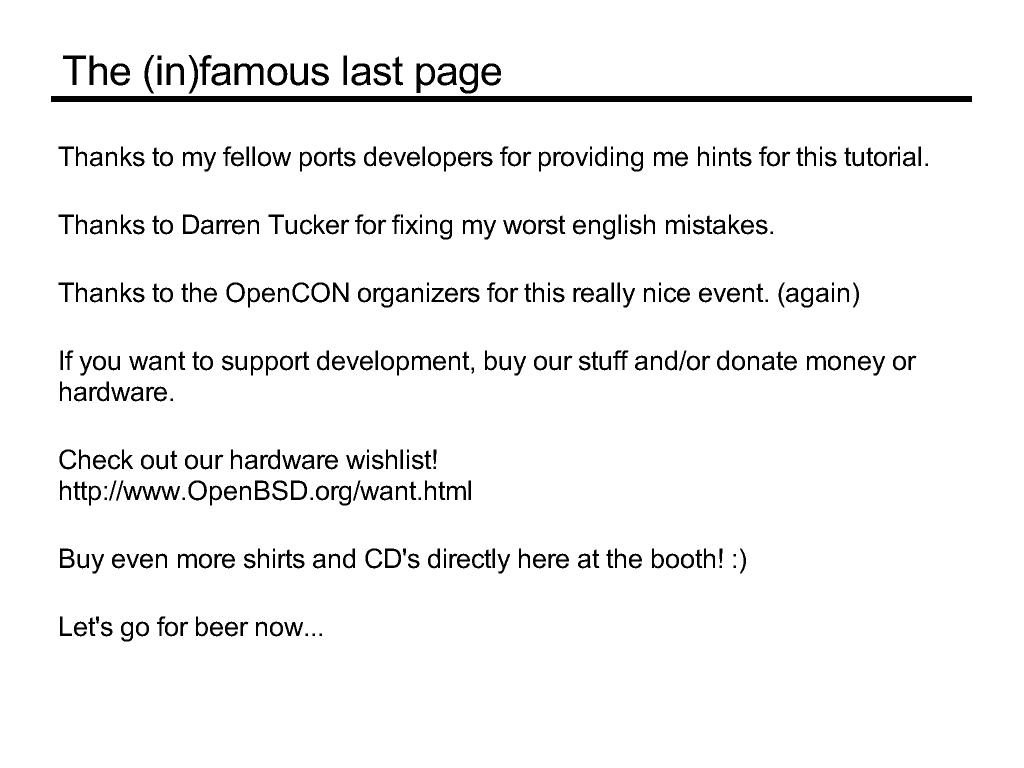 The (in)famous last page
Thanks to my fellow ports developers for providing me hints for this tutorial.
Thanks to Darren Tucker for fixing my worst english mistakes.
Thanks to the OpenCON organizers for this really nice event. (again)
If you want to support development, buy our stuff and/or donate money or
hardware.
Check out our hardware wishlist!
http://www.OpenBSD.org/want.html
Buy even more shirts and CD's directly here at the booth! :)
Let's go for beer now...